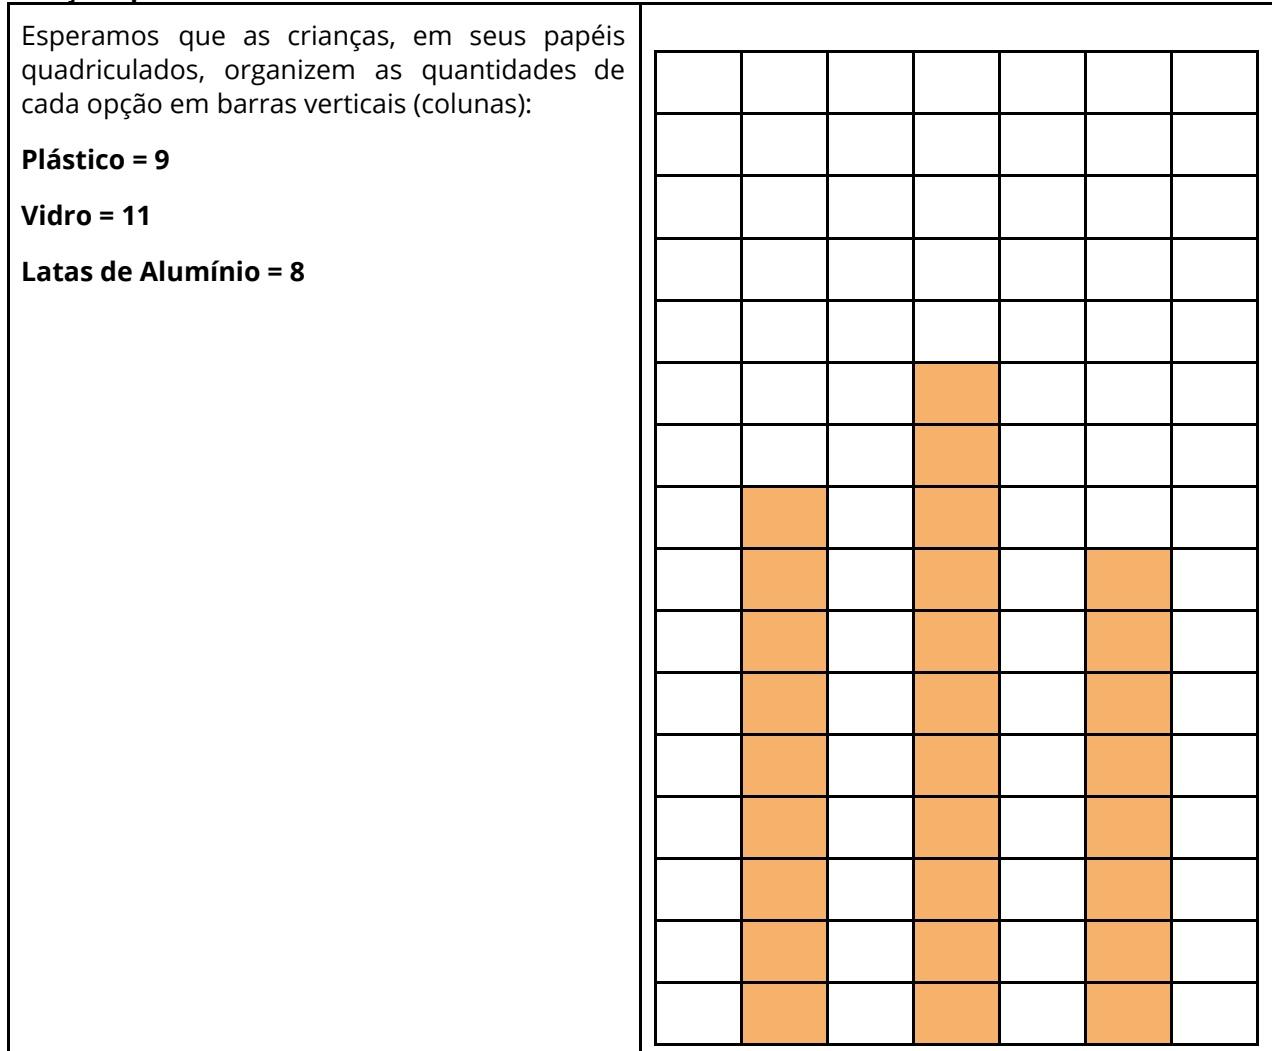 Esperamos que as crianças, em seus papéis
quadriculados, organizem as quantidades de
cada opção em barras verticais (colunas):
Plástico = 9
Vidro = 11
Latas de Alumínio = 8